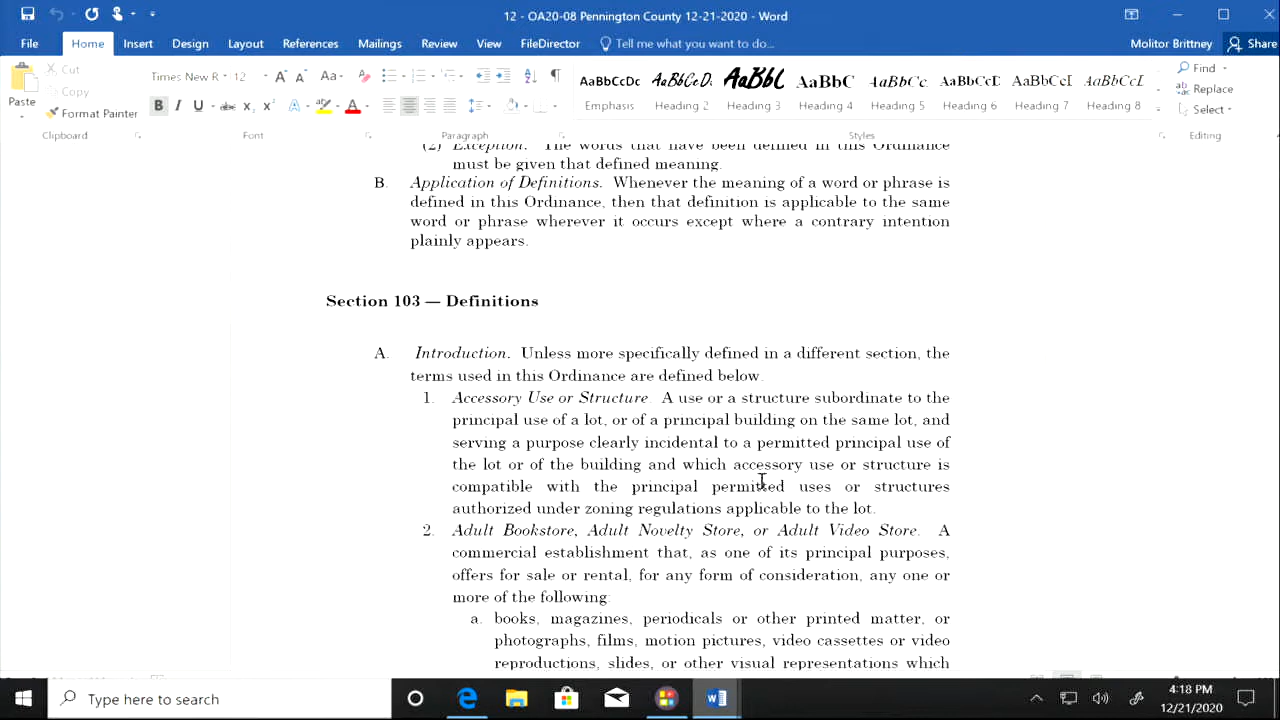 12 - OA20-08 Pennington County 12-21-2020 - Word
File Home Insert Design Layout References Mailings Review View FileDirector Tell me what you want to do... Molitor Brittney Share
Cut
Copy
Paste
Format Painter
Clipboard
Times New R 12
Font
Paragraph
AaBbCcDc AaBbCcD. AaBbC AaBbC AaBbCc. AaBbCcD AaBbCcI AaBbCcI
Emphasis Heading 2 Heading 3 Heading 4 Heading 5 Heading 6 Heading 7 Heading 8
Styles
Find
Replace
Select
Editing
(2) Exception. The words that have been defined in this Ordinance
must be given that defined meaning.
B. Application of Definitions. Whenever the meaning of a word or phrase is
defined in this Ordinance, then that definition is applicable to the same
word or phrase wherever it occurs except where a contrary intention
plainly appears.
Section 103 — Definitions
A. Introduction. Unless more specifically defined in a different section, the
terms used in this Ordinance are defined below.
1. Accessory Use or Structure. A use or a structure subordinate to the
principal use of a lot, or of a principal building on the same lot, and
serving a purpose clearly incidental to a permitted principal use of
the lot or of the building and which accessory use or structure is
compatible with the principal permitted uses or structures
authorized under zoning regulations applicable to the lot.
2. Adult Bookstore, Adult Novelty Store, or Adult Video Store. A
commercial establishment that, as one of its principal purposes,
offers for sale or rental, for any form of consideration, any one or
more of the following:
a. books, magazines, periodicals or other printed matter, or
photographs, films, motion pictures, video cassettes or video
reproductions, slides, or other visual representations which
Type here to search
4:18 PM
12/21/2020